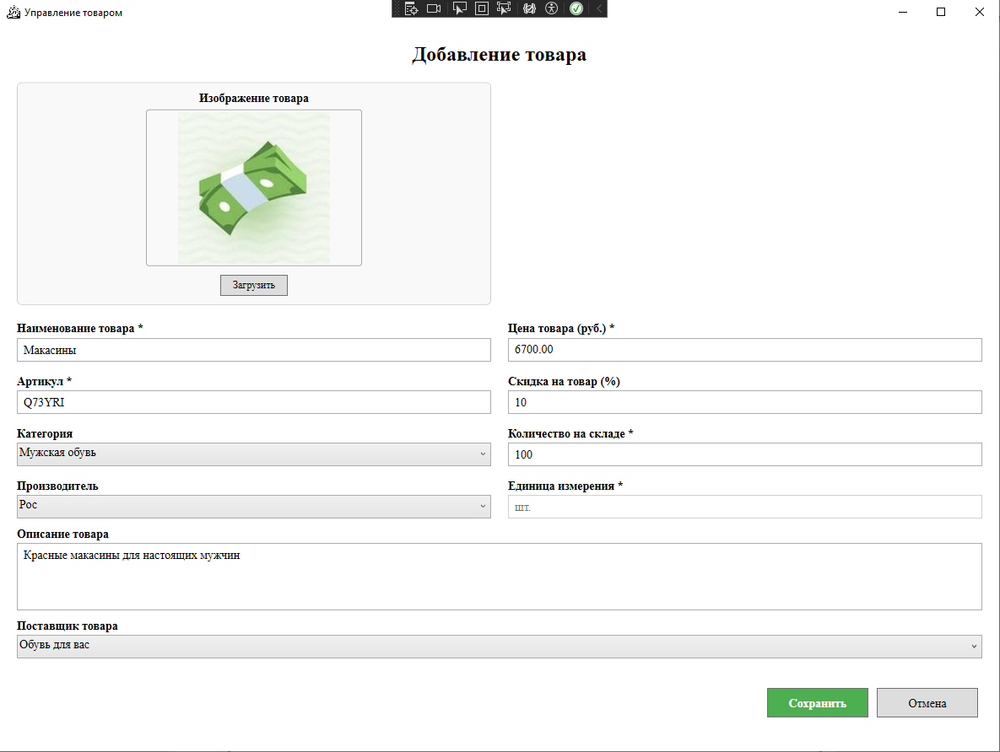 Управление товаром
Добавление товара
Изображение товара
Загрузить
Наименование товара *
Макасины
Цена товара (руб.) *
6700.00
Артикул *
Q73YRI
Скидка на товар (%)
10
Категория
Мужская обувь
Количество на складе *
100
Производитель
Рос
Единица измерения *
шт.
Описание товара
Красные макасины для настоящих мужчин
Поставщик товара
Обувь для вас
Сохранить
Отмена